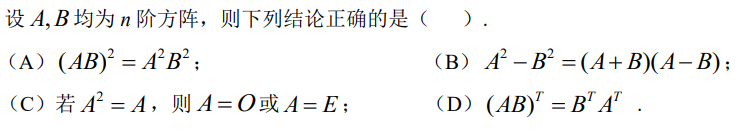 设 A, B 均为 n 阶方阵，则下列结论正确的是（ ）.
（A）(AB)² = A²B²； （B） A² − B² = (A + B)(A − B)；
（C）若 A² = A，则 A = O 或 A = E； （D） (AB)ᵀ = BᵀAᵀ .